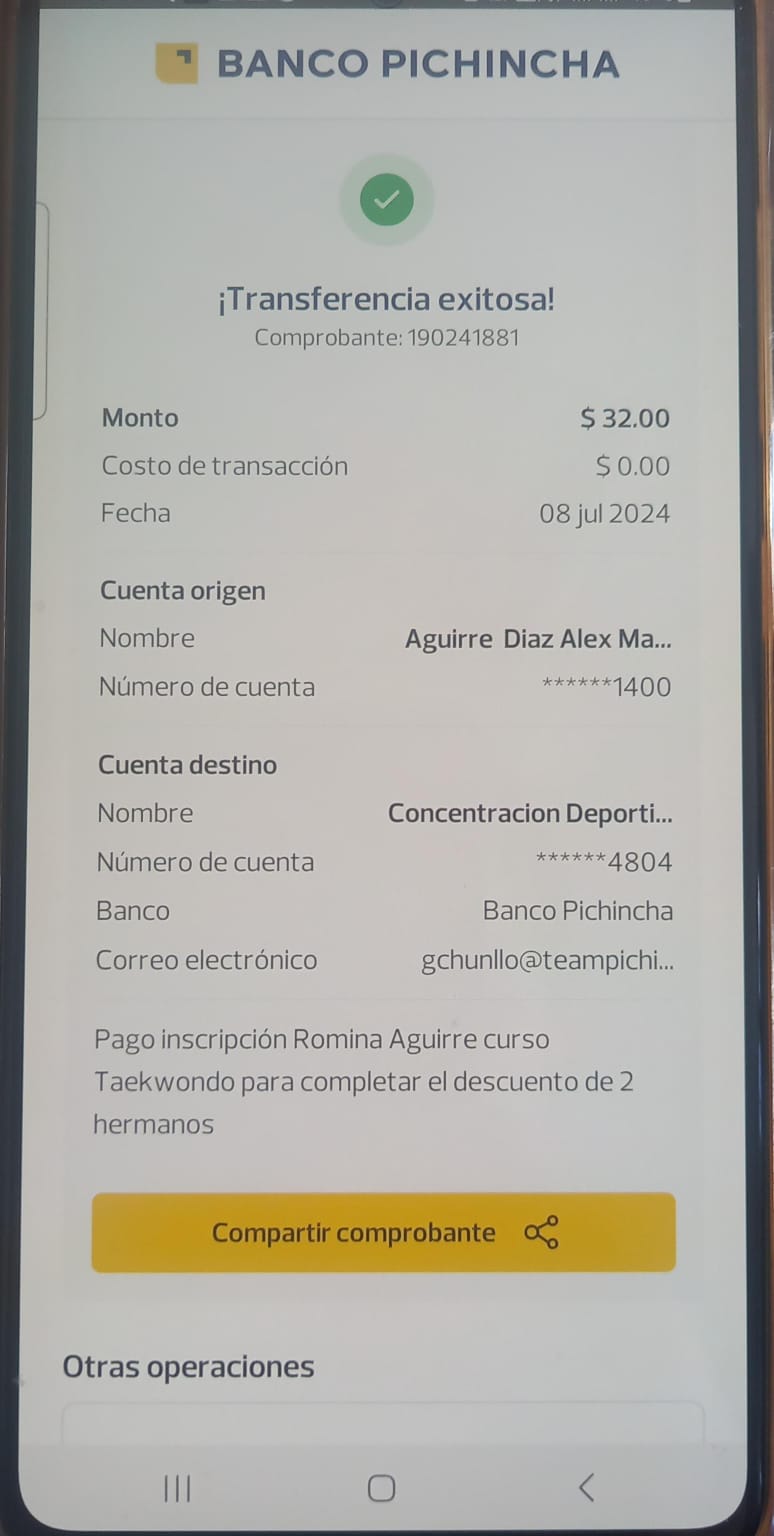 BANCO PICHINCHA
¡Transferencia exitosa!
Comprobante: 190241881
Monto $ 32.00
Costo de transacción $ 0.00
Fecha 08 jul 2024
Cuenta origen
Nombre Aguirre Diaz Alex Ma...
Número de cuenta ******1400
Cuenta destino
Nombre Concentracion Deporti...
Número de cuenta ******4804
Banco Banco Pichincha
Correo electrónico gchunllo@teampichi...
Pago inscripción Romina Aguirre curso
Taekwondo para completar el descuento de 2
hermanos
Compartir comprobante
Otras operaciones